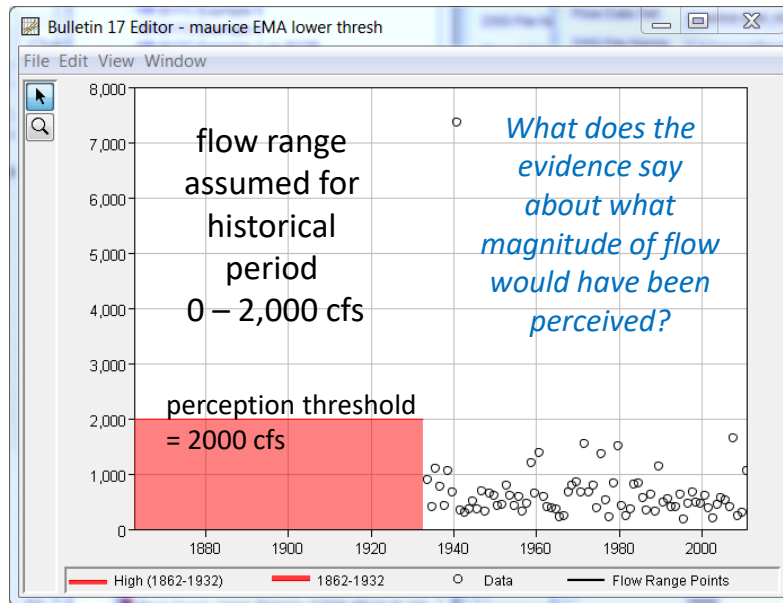 Bulletin 17 Editor - maurice EMA lower thresh
File Edit View Window
8,000
7,000
6,000
5,000
4,000
3,000
2,000
1,000
0
flow range
assumed for
historical
period
0 – 2,000 cfs
What does the
evidence say
about what
magnitude of flow
would have been
perceived?
perception threshold
= 2000 cfs
1880 1900 1920 1940 1960 1980 2000
High (1862-1932) 1862-1932 Data Flow Range Points